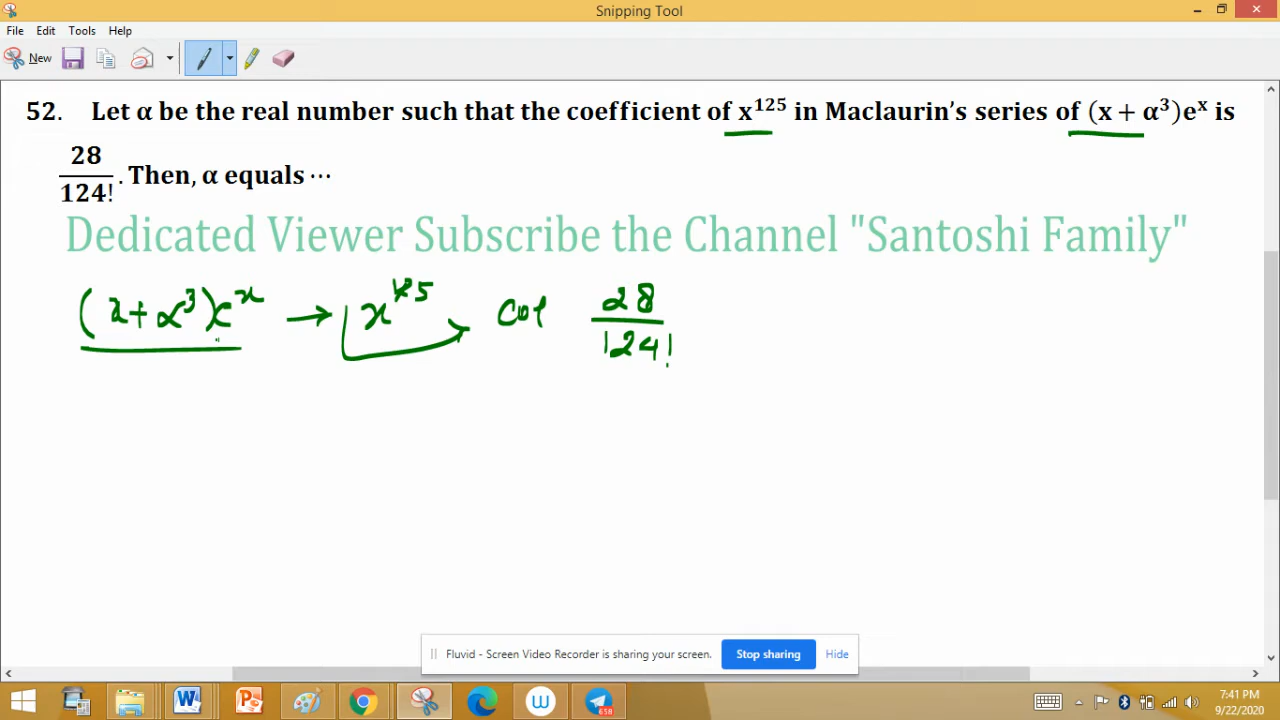 Snipping Tool
File Edit Tools Help
New
52. Let α be the real number such that the coefficient of x¹²⁵ in Maclaurin's series of (x + α³)eˣ is
28/124! . Then, α equals ⋯
Dedicated Viewer Subscribe the Channel "Santoshi Family"
(x + α³)eˣ → x¹²⁵ 28/124!
Fluvid - Screen Video Recorder is sharing your screen. Stop sharing Hide
7:41 PM
9/22/2020